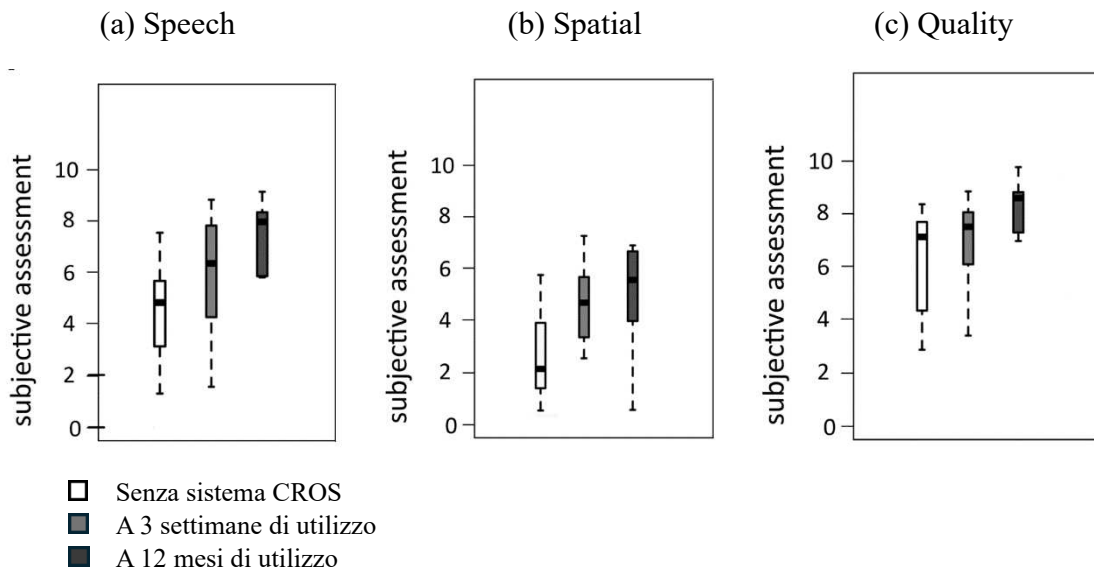 (a) Speech
(b) Spatial
(c) Quality
subjective assessment
10
8
6
4
2
0
subjective assessment
10
8
6
4
2
0
subjective assessment
10
8
6
4
2
0
Senza sistema CROS
A 3 settimane di utilizzo
A 12 mesi di utilizzo